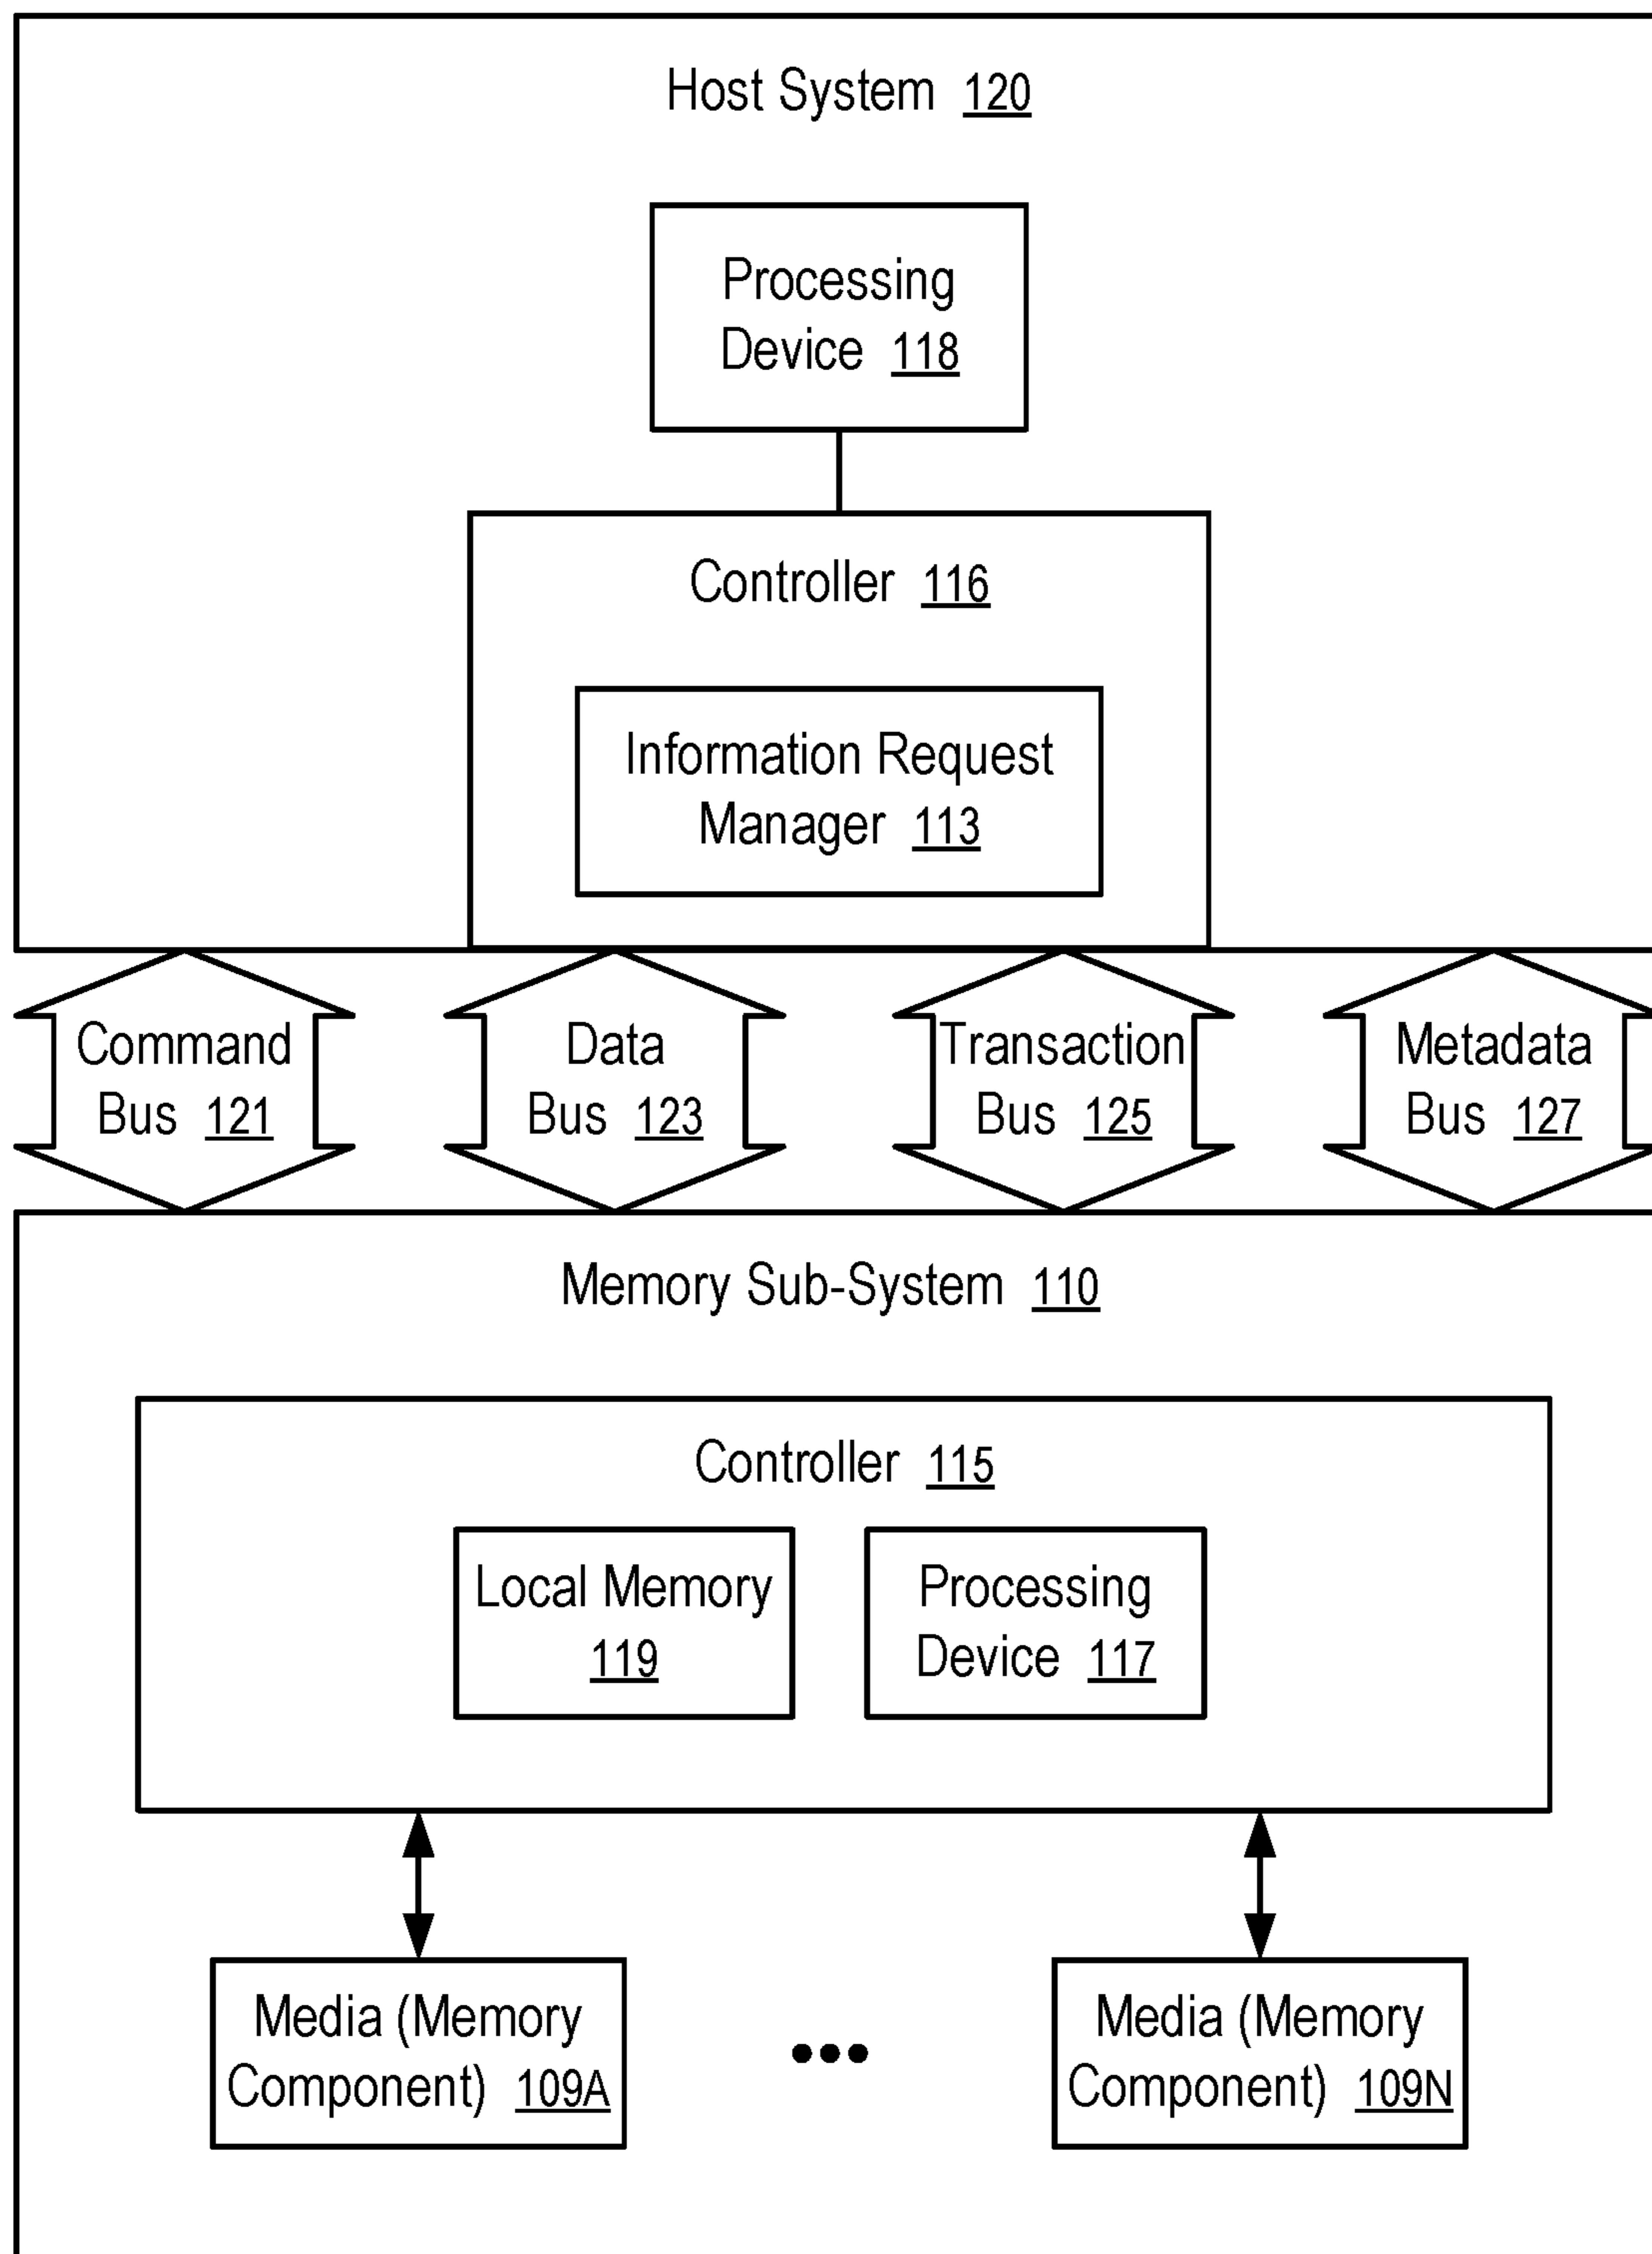 Host System 120
Processing
Device 118
Controller 116
Information Request
Manager 113
Command
Bus 121
Data
Bus 123
Transaction
Bus 125
Metadata
Bus 127
Memory Sub-System 110
Controller 115
Local Memory
119
Processing
Device 117
Media (Memory
Component) 109A
Media (Memory
Component) 109N